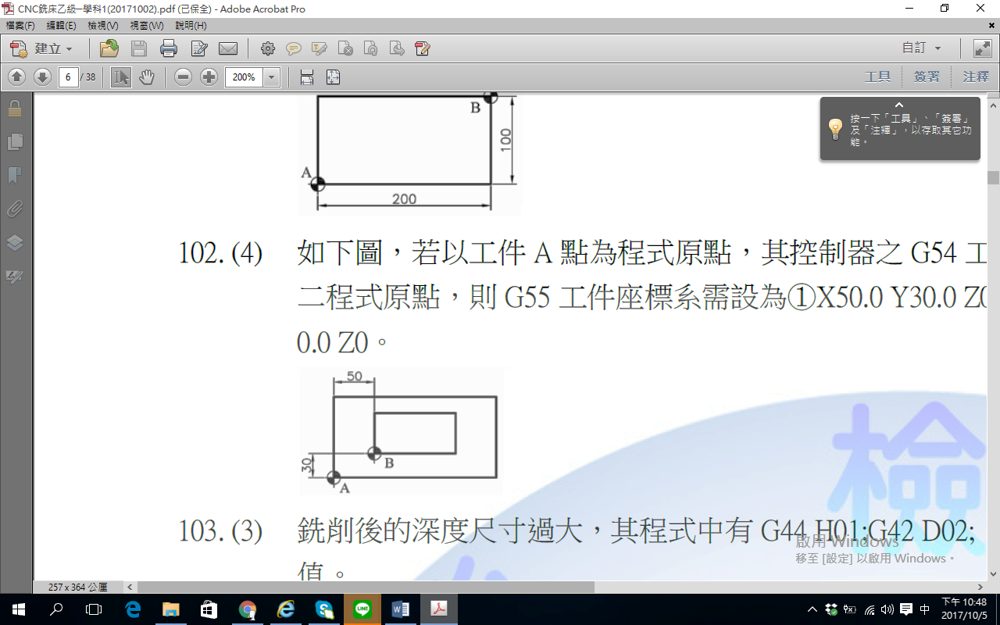 CNC銑床乙級─學科1(20171002).pdf (已保全) - Adobe Acrobat Pro
檔案(F) 編輯(E) 檢視(V) 視窗(W) 說明(H)
建立 自訂
6 / 38 200% 工具 簽署 注釋
按一下「工具」、「簽署」
及「注釋」，以存取其它功
能。
B
100
A
200
102. (4) 如下圖，若以工件 A 點為程式原點，其控制器之 G54 工
二程式原點，則 G55 工件座標系需設為①X50.0 Y30.0 Z0
0.0 Z0。
50
30
B
A
檢
103. (3) 銑削後的深度尺寸過大，其程式中有 G44 H01;G42 D02;
值。
啟用 Windows
移至 [設定] 以啟用 Windows。
257 x 364 公厘
中 下午 10:48
2017/10/5